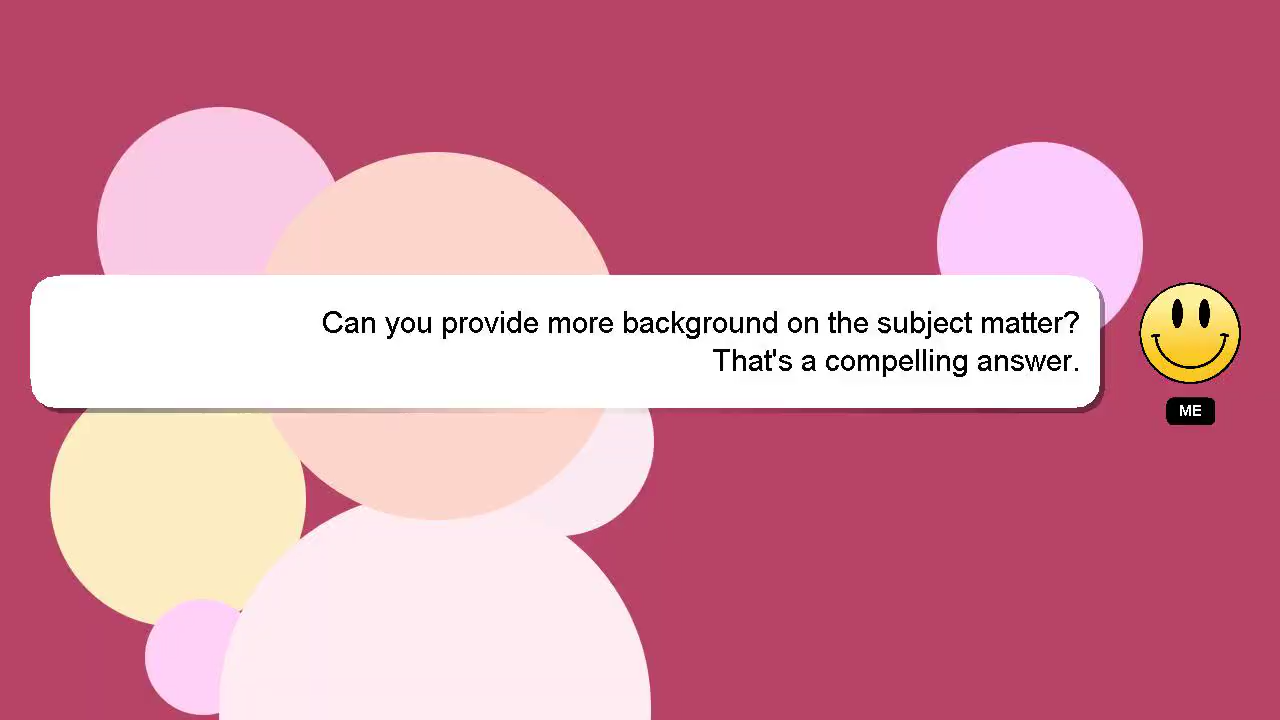 Can you provide more background on the subject matter?
That's a compelling answer.
ME